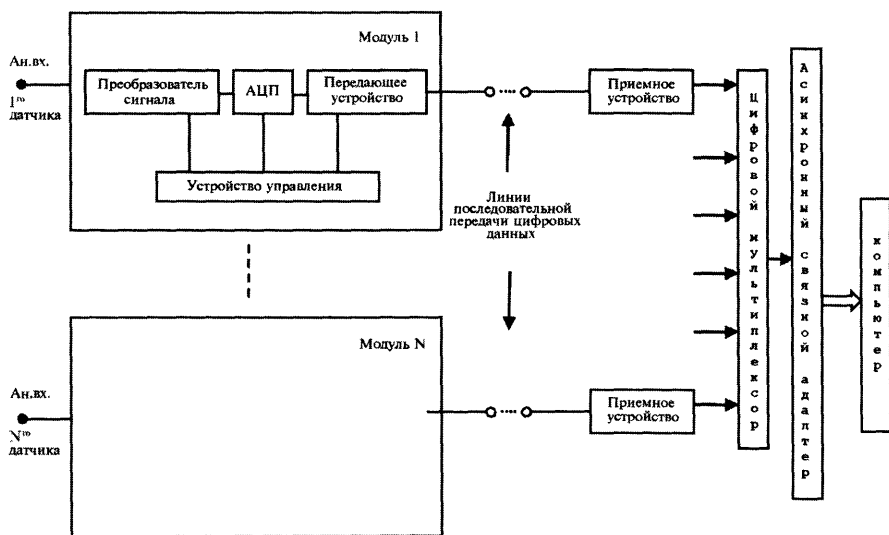 Модуль 1
Ан.вх.
1го
датчика
Преобразователь
сигнала
АЦП
Передающее
устройство
Устройство управления
Приемное
устройство
Линии
последовательной
передачи цифровых
данных
Модуль N
Ан.вх.
Nго
датчика
Приемное
устройство
Цифровой мультиплексор
Асинхронный связной адаптер
компьютер